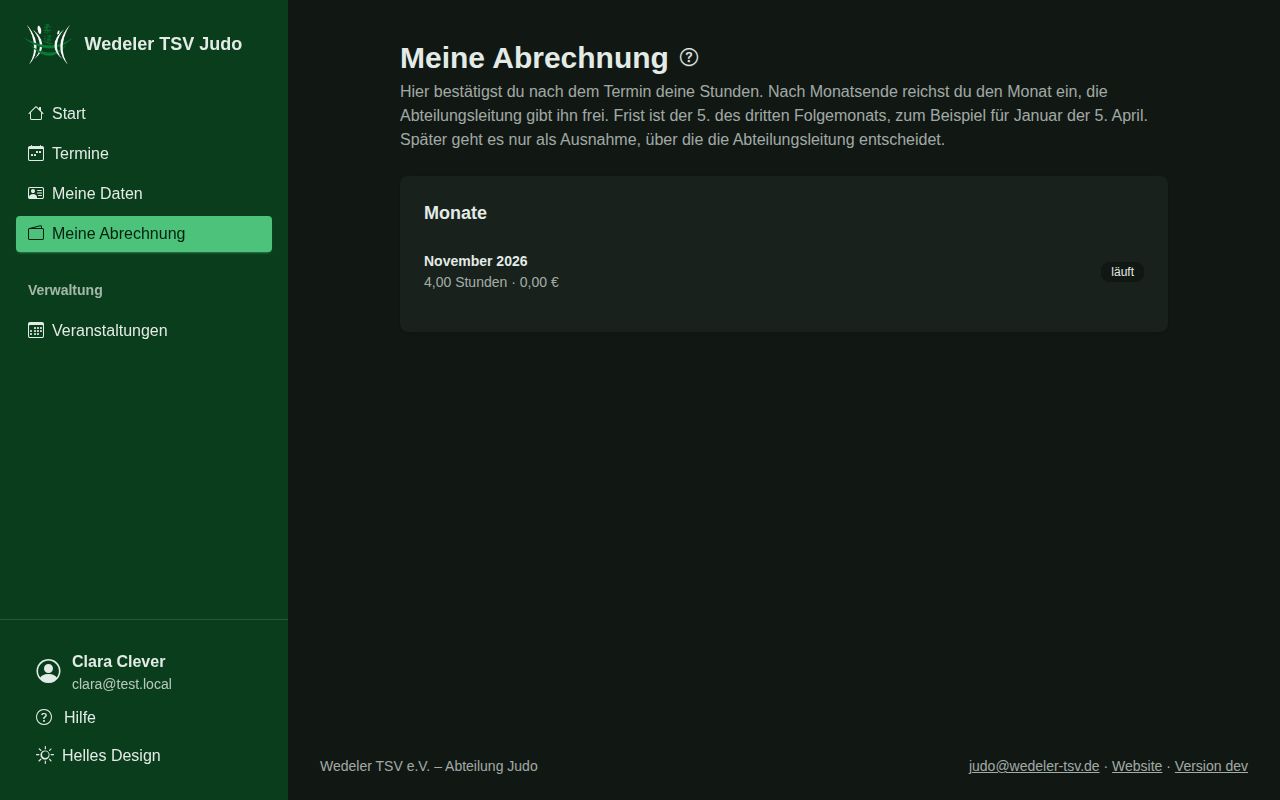 Wedeler TSV Judo
Start
Termine
Meine Daten
Meine Abrechnung
Verwaltung
Veranstaltungen
Clara Clever
clara@test.local
Hilfe
Helles Design
Meine Abrechnung
Hier bestätigst du nach dem Termin deine Stunden. Nach Monatsende reichst du den Monat ein, die
Abteilungsleitung gibt ihn frei. Frist ist der 5. des dritten Folgemonats, zum Beispiel für Januar der 5. April.
Später geht es nur als Ausnahme, über die die Abteilungsleitung entscheidet.
Monate
November 2026
4,00 Stunden · 0,00 €
läuft
Wedeler TSV e.V. – Abteilung Judo
judo@wedeler-tsv.de · Website · Version dev